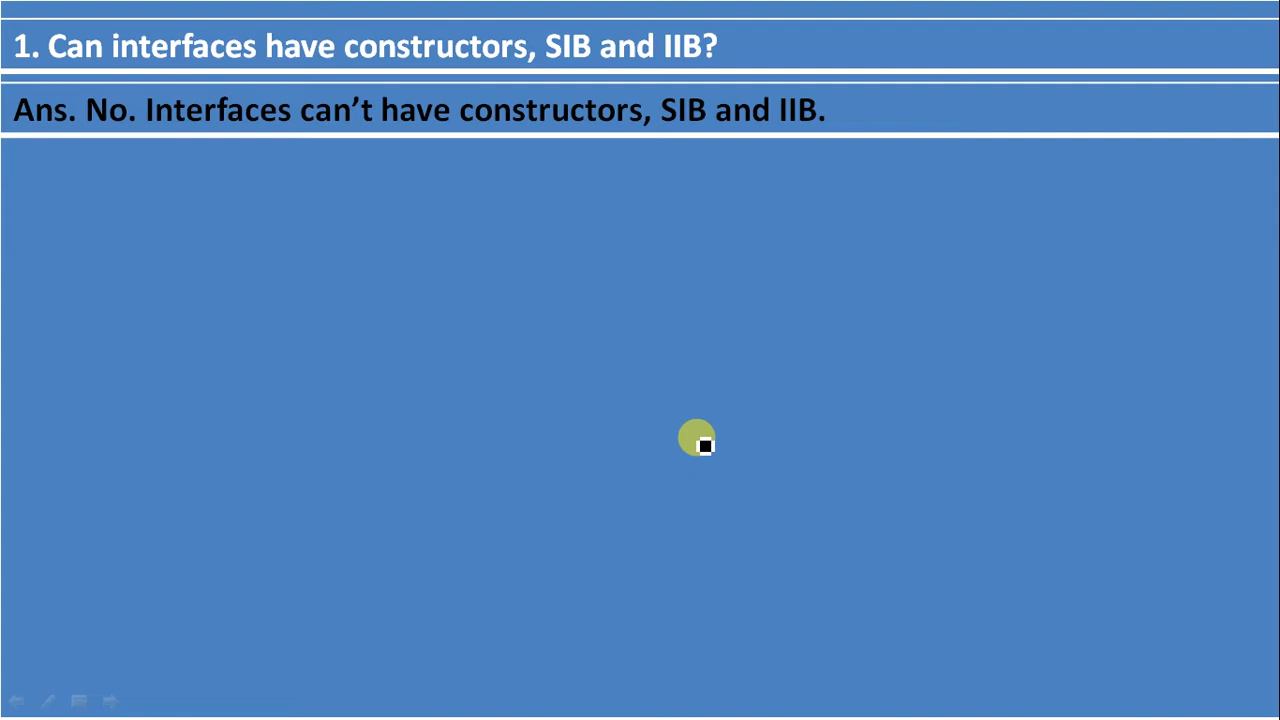 1. Can interfaces have constructors, SIB and IIB?
Ans. No. Interfaces can’t have constructors, SIB and IIB.